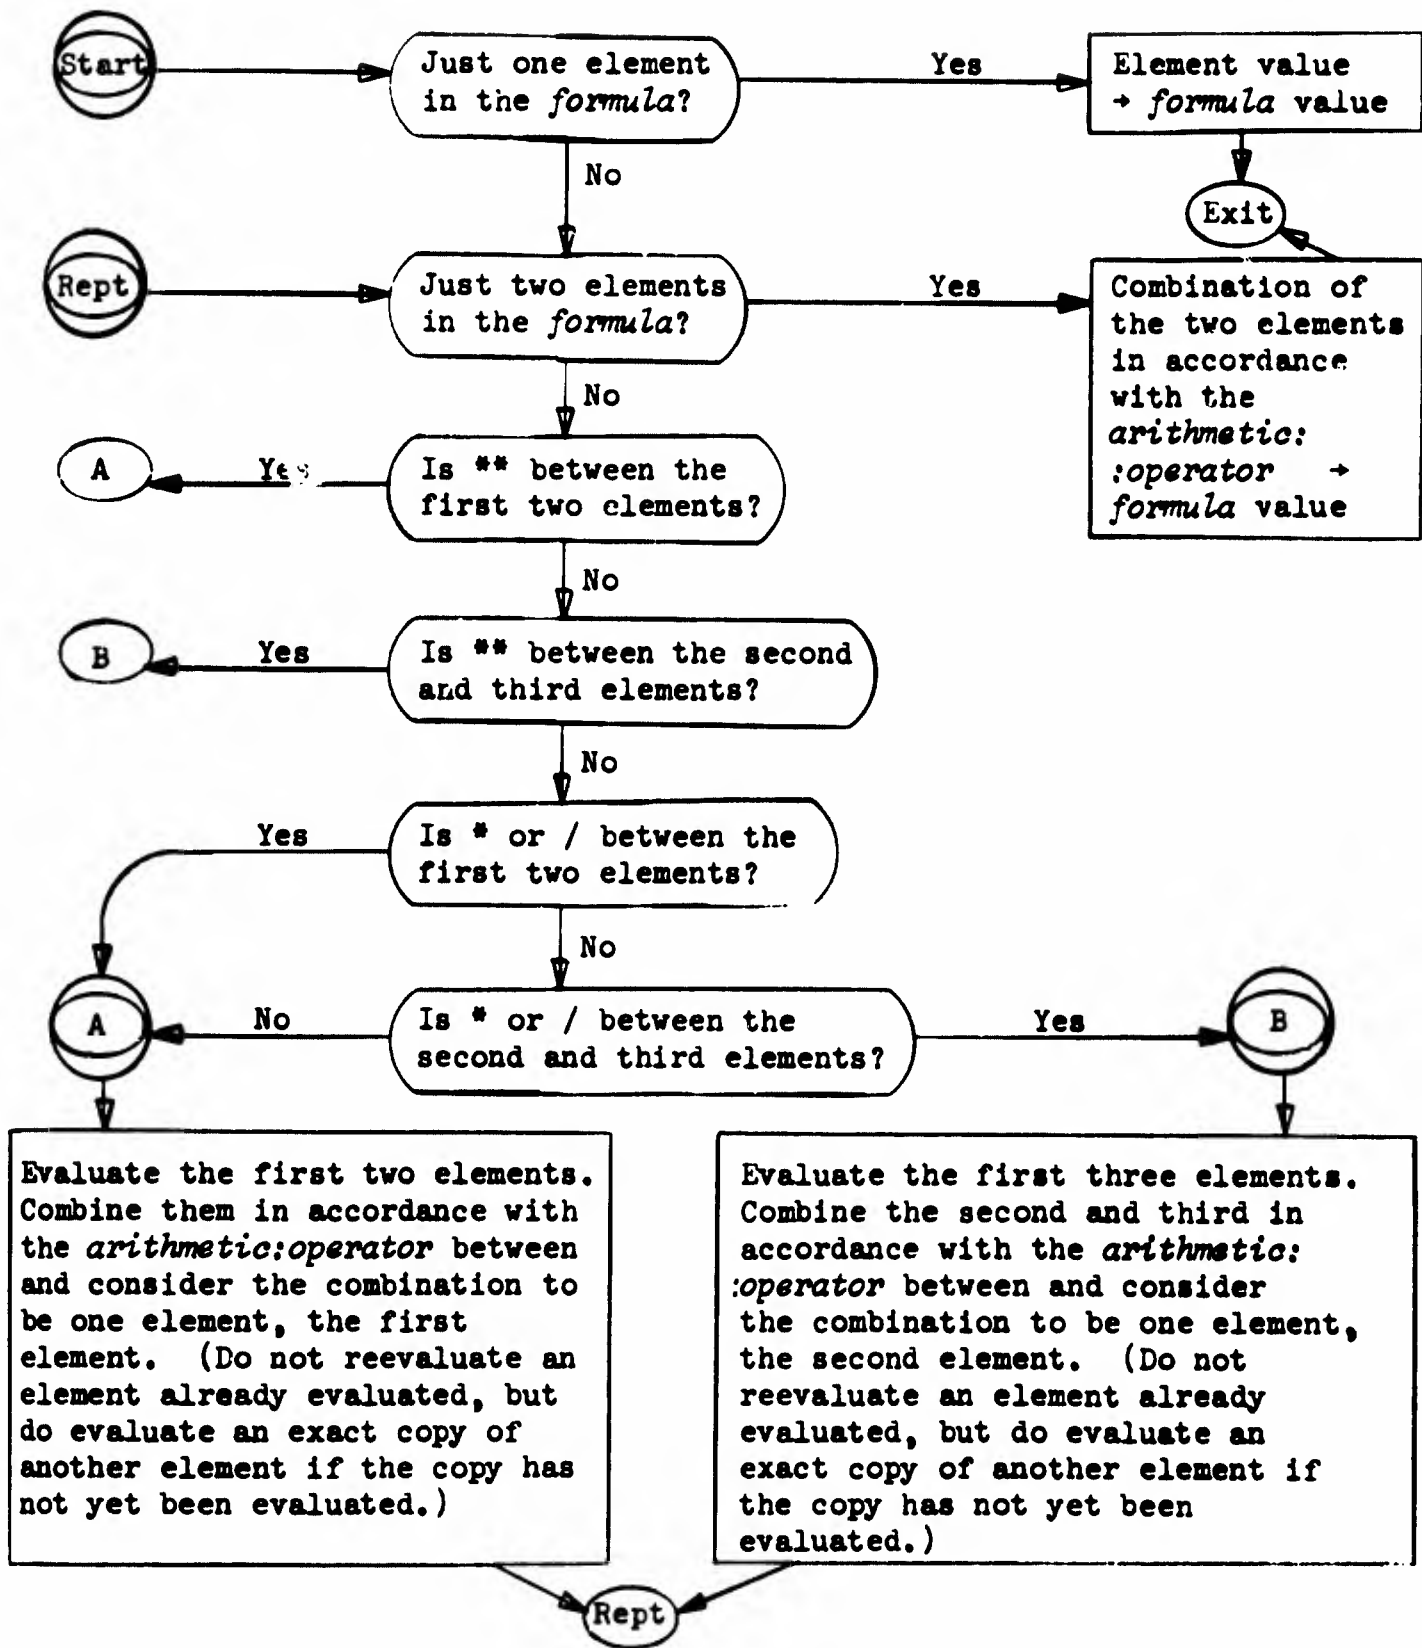 Start
Just one element
in the formula?
Yes
Element value
→ formula value
No
Exit
Rept
Just two elements
in the formula?
Yes
Combination of
the two elements
in accordance
with the
arithmetic:
:operator →
formula value
No
A
Yes
Is ** between the
first two elements?
No
B
Yes
Is ** between the second
and third elements?
No
Yes
Is * or / between the
first two elements?
No
A
No
Is * or / between the
second and third elements?
Yes
B
Evaluate the first two elements.
Combine them in accordance with
the arithmetic:operator between
and consider the combination to
be one element, the first
element. (Do not reevaluate an
element already evaluated, but
do evaluate an exact copy of
another element if the copy has
not yet been evaluated.)
Evaluate the first three elements.
Combine the second and third in
accordance with the arithmetic:
:operator between and consider
the combination to be one element,
the second element. (Do not
reevaluate an element already
evaluated, but do evaluate an
exact copy of another element if
the copy has not yet been
evaluated.)
Rept